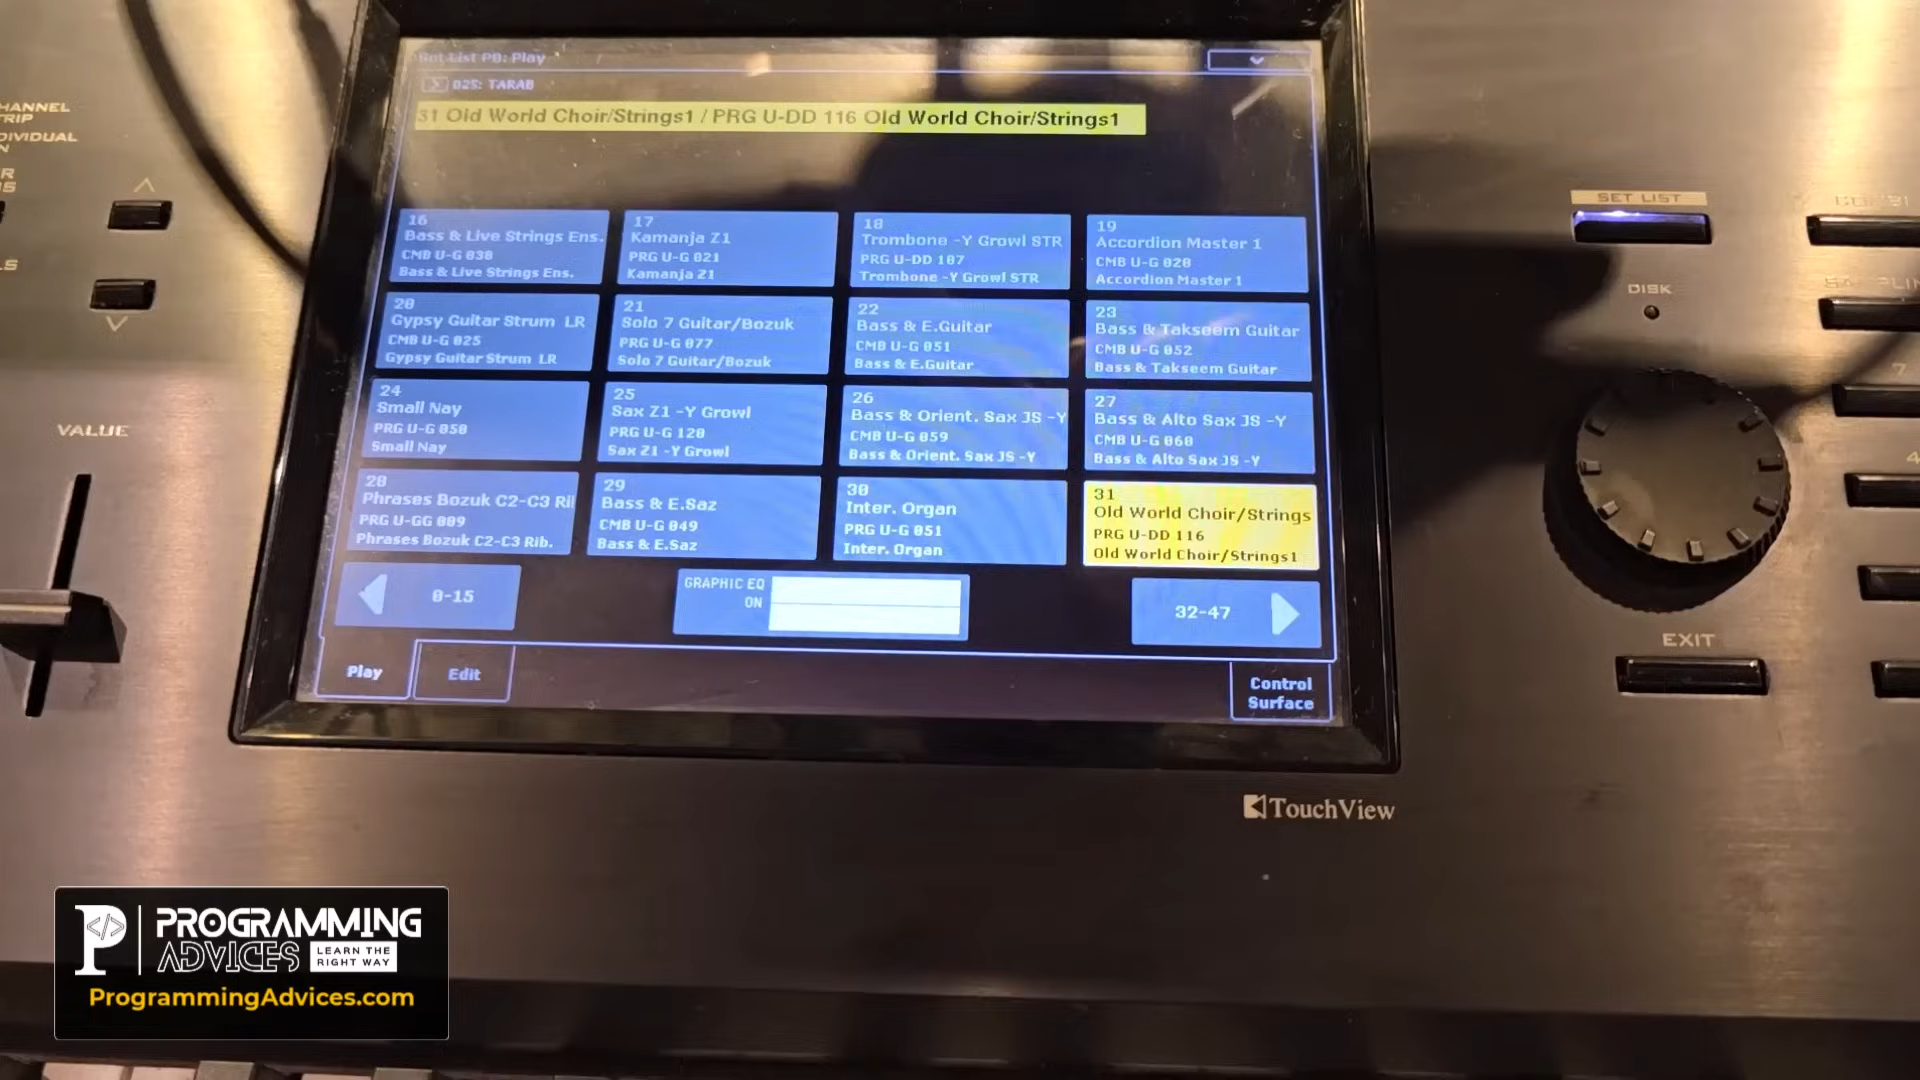 Set List P0: Play
025: TARAB
31 Old World Choir/Strings1 / PRG U-DD 116 Old World Choir/Strings1
16
Bass & Live Strings Ens.
CMB U-G 038
Bass & Live Strings Ens.
17
Kamanja Z1
PRG U-G 021
Kamanja Z1
18
Trombone -Y Growl STR
PRG U-DD 107
Trombone -Y Growl STR
19
Accordion Master 1
CMB U-G 020
Accordion Master 1
20
Gypsy Guitar Strum LR
CMB U-G 025
Gypsy Guitar Strum LR
21
Solo 7 Guitar/Bozuk
PRG U-G 077
Solo 7 Guitar/Bozuk
22
Bass & E.Guitar
CMB U-G 051
Bass & E.Guitar
23
Bass & Takseem Guitar
CMB U-G 052
Bass & Takseem Guitar
24
Small Nay
PRG U-G 050
Small Nay
25
Sax Z1 -Y Growl
PRG U-G 120
Sax Z1 -Y Growl
26
Bass & Orient. Sax JS -Y
CMB U-G 059
Bass & Orient. Sax JS -Y
27
Bass & Alto Sax JS -Y
CMB U-G 060
Bass & Alto Sax JS -Y
28
Phrases Bozuk C2-C3 Ri
PRG U-GG 009
Phrases Bozuk C2-C3 Rib.
29
Bass & E.Saz
CMB U-G 049
Bass & E.Saz
30
Inter. Organ
PRG U-G 051
Inter. Organ
31
Old World Choir/Strings
PRG U-DD 116
Old World Choir/Strings1
0-15
GRAPHIC EQ
ON
32-47
Play
Edit
Control
Surface
HANNEL
TRIP
DIVIDUAL
VALUE
SET LIST
DISK
EXIT
TouchView
PROGRAMMING
ADVICES
LEARN THE
RIGHT WAY
ProgrammingAdvices.com